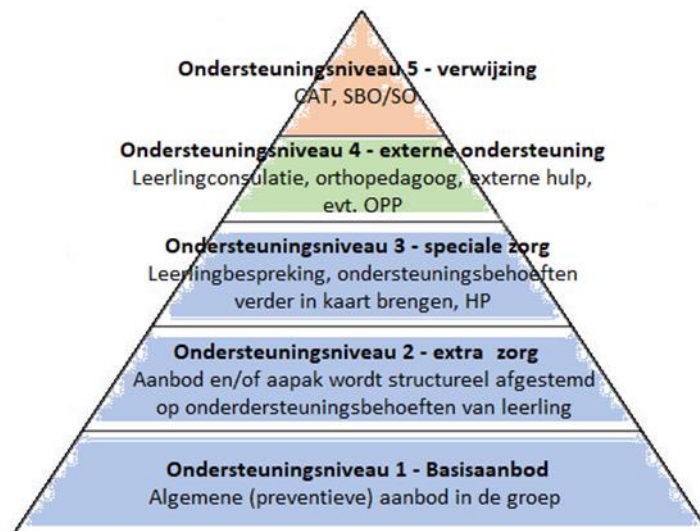 Ondersteuningsniveau 5 - verwijzing
CAT, SBO/SO
Ondersteuningsniveau 4 - externe ondersteuning
Leerlingconsulatie, orthopedagoog, externe hulp,
evt. OPP
Ondersteuningsniveau 3 - speciale zorg
Leerlingbespreking, ondersteuningsbehoeften
verder in kaart brengen, HP
Ondersteuningsniveau 2 - extra zorg
Aanbod en/of aapak wordt structureel afgestemd
op onderdersteuningsbehoeften van leerling
Ondersteuningsniveau 1 - Basisaanbod
Algemene (preventieve) aanbod in de groep